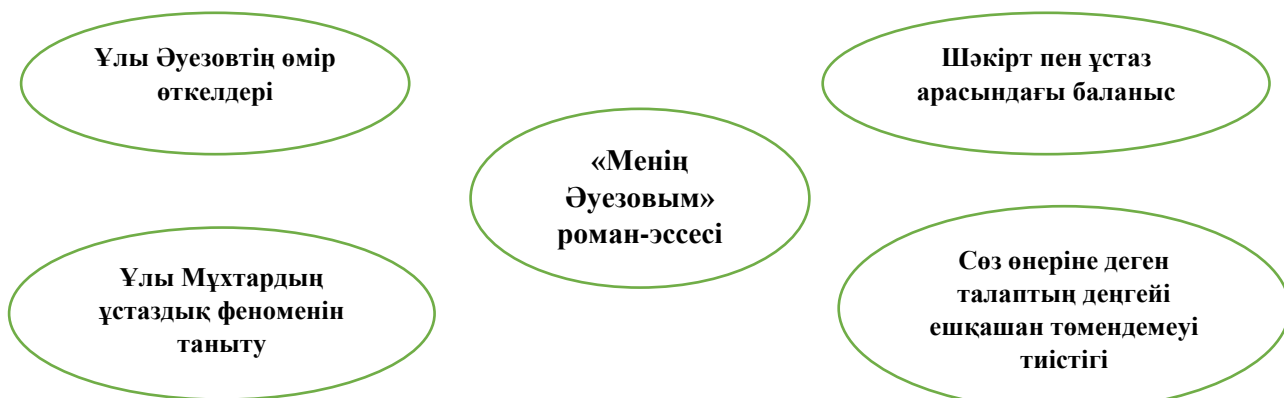 Ұлы Әуезовтің өмір
өткелдері
Шәкірт пен ұстаз
арасындағы баланыс
«Менің
Әуезовым»
роман-эссесі
Ұлы Мұхтардың
ұстаздық феноменін
таныту
Сөз өнеріне деген
талаптың деңгейі
ешқашан төмендемеуі
тиістігі